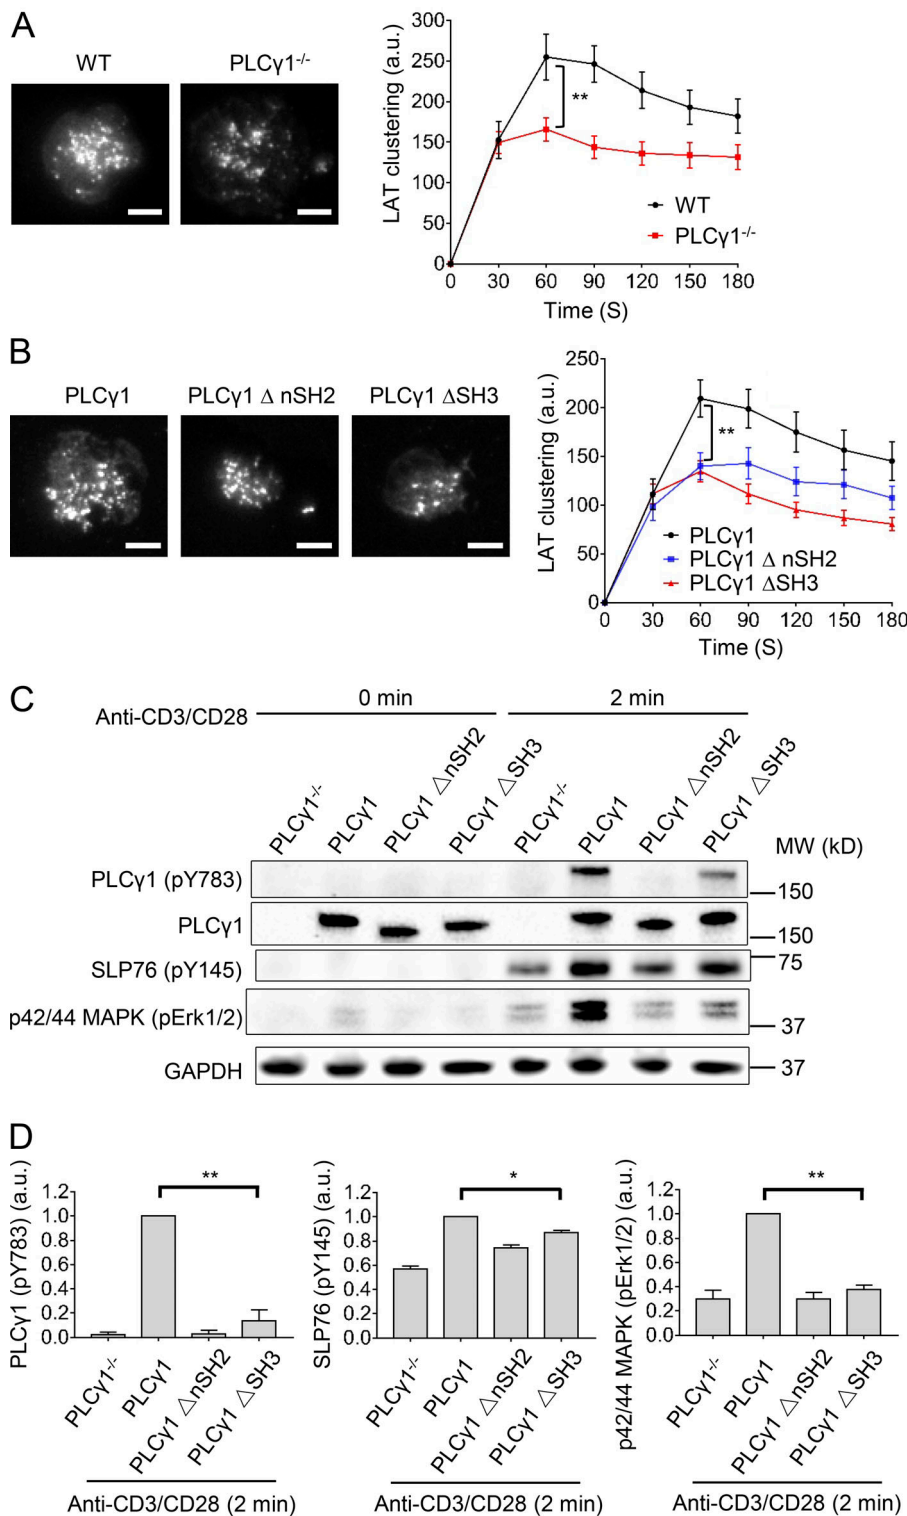 A
WT
PLCγ1-/-
LAT clustering (a.u.)
300
250
200
150
100
50
0
0 30 60 90 120 150 180
Time (S)
**
WT
PLCγ1-/-
B
PLCγ1
PLCγ1 Δ nSH2
PLCγ1 ΔSH3
LAT clustering (a.u.)
250
200
150
100
50
0
0 30 60 90 120 150 180
Time (S)
**
PLCγ1
PLCγ1 Δ nSH2
PLCγ1 ΔSH3
C
Anti-CD3/CD28
0 min
2 min
PLCγ1-/-
PLCγ1
PLCγ1 △nSH2
PLCγ1 △SH3
PLCγ1-/-
PLCγ1
PLCγ1 △nSH2
PLCγ1 △SH3
MW (kD)
PLCγ1 (pY783)
150
PLCγ1
150
SLP76 (pY145)
75
p42/44 MAPK (pErk1/2)
37
GAPDH
37
D
PLCγ1 (pY783) (a.u.)
1.2
1.0
0.8
0.6
0.4
0.2
0.0
**
PLCγ1-/-
PLCγ1
PLCγ1 △nSH2
PLCγ1 △SH3
Anti-CD3/CD28 (2 min)
SLP76 (pY145) (a.u.)
1.2
1.0
0.8
0.6
0.4
0.2
0.0
*
PLCγ1-/-
PLCγ1
PLCγ1 △nSH2
PLCγ1 △SH3
Anti-CD3/CD28 (2 min)
p42/44 MAPK (pErk1/2) (a.u.)
1.2
1.0
0.8
0.6
0.4
0.2
0.0
**
PLCγ1-/-
PLCγ1
PLCγ1 △nSH2
PLCγ1 △SH3
Anti-CD3/CD28 (2 min)